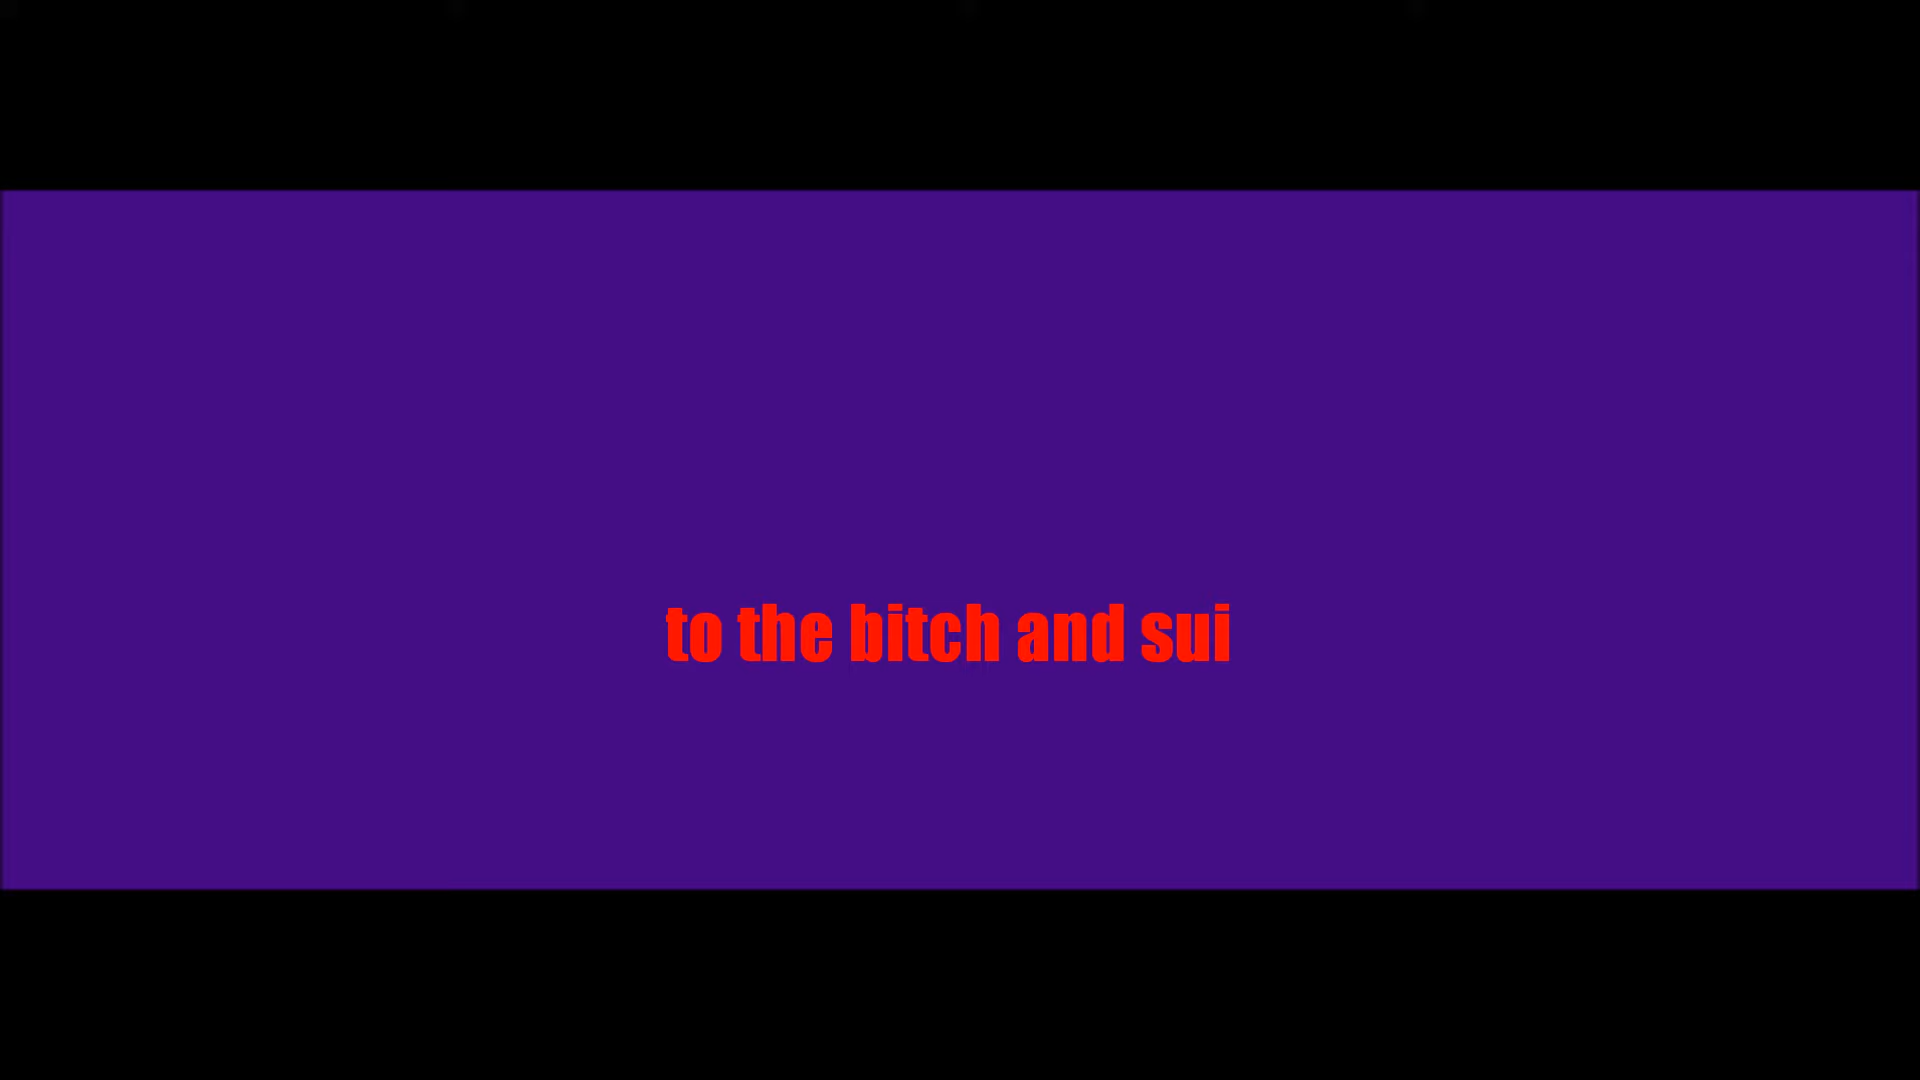 to the bitch and sui